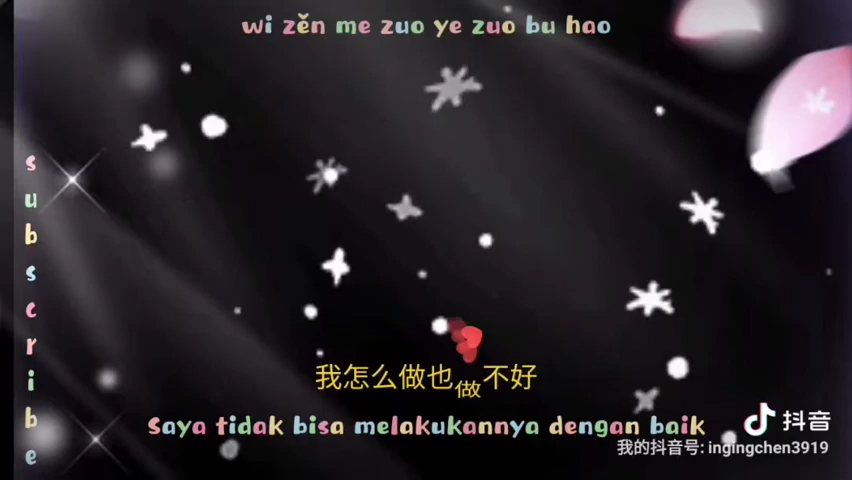 wi zěn me zuo ye zuo bu hao
subscribe
我怎么做也做不好
Saya tidak bisa melakukannya dengan baik
抖音
我的抖音号: ingingchen3919